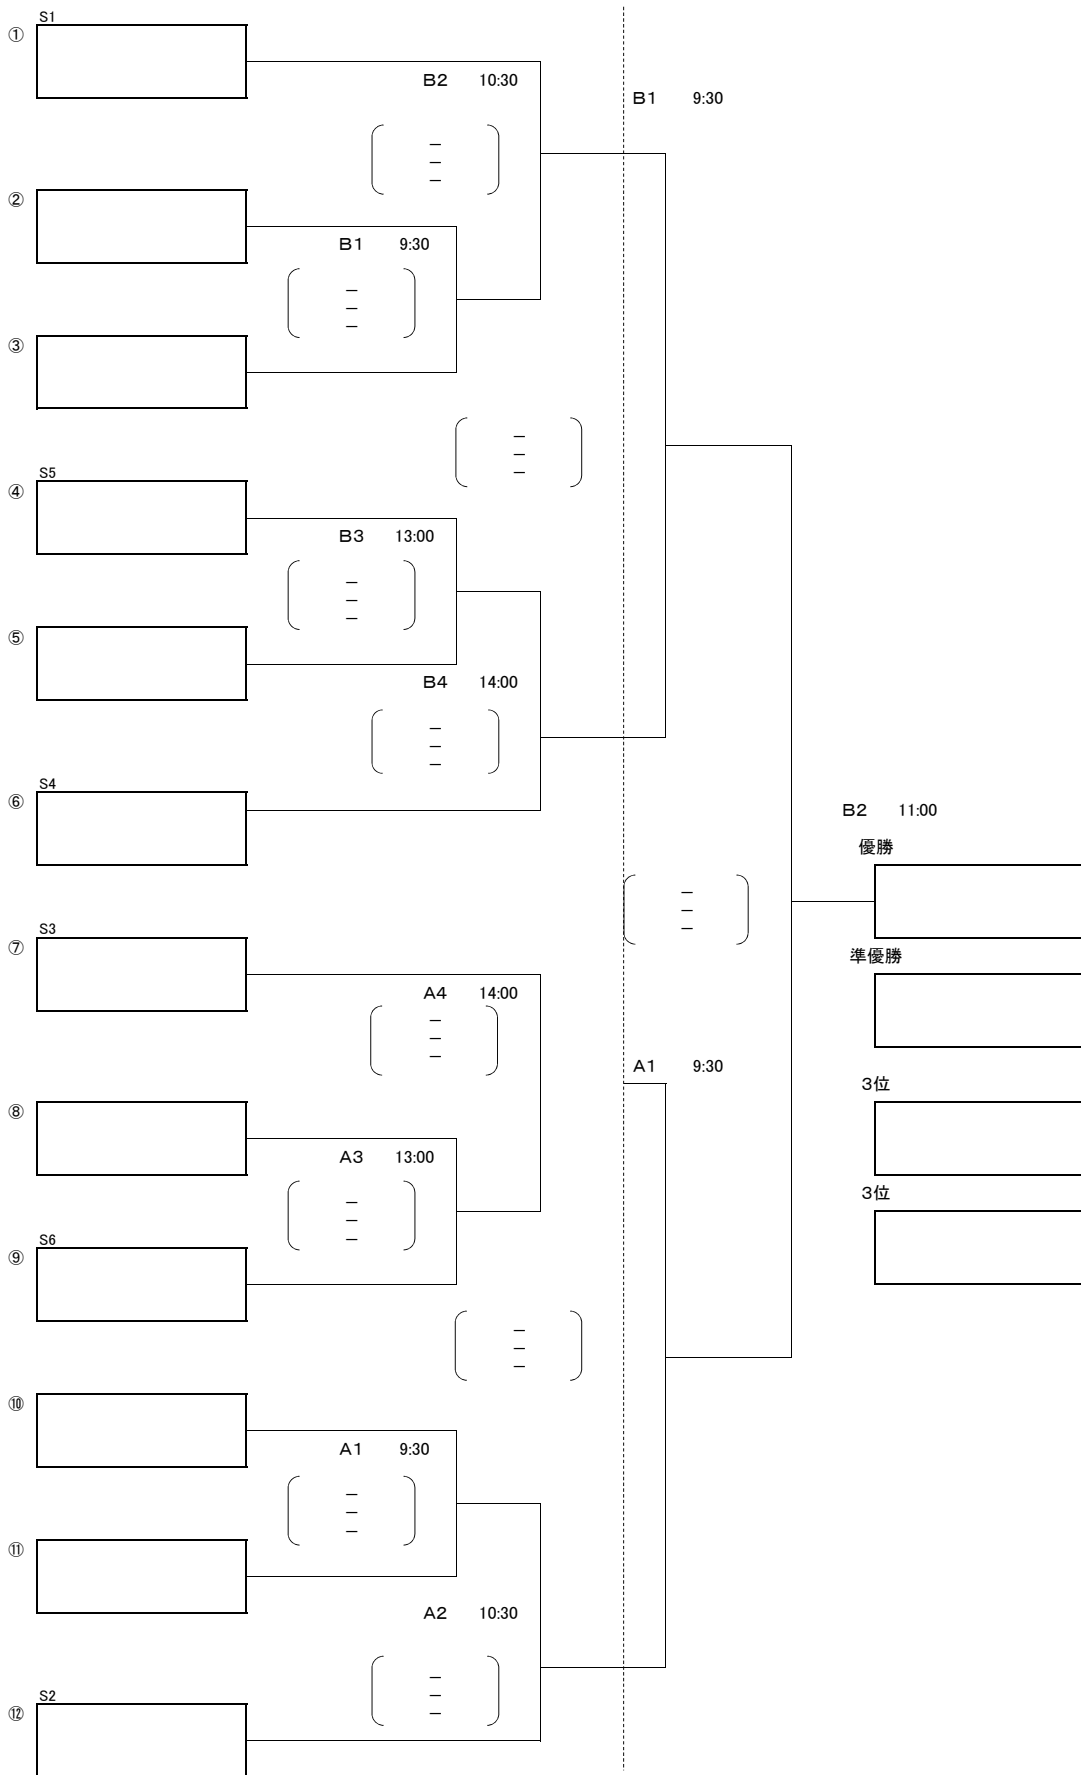 S1
①
B2 10:30
B1 9:30
－
－
－
②
B1 9:30
－
－
－
③
－
－
－
S5
④
B3 13:00
－
－
－
⑤
B4 14:00
－
－
－
S4
⑥
B2 11:00
優勝
－
－
－
S3
⑦
準優勝
A4 14:00
－
－
－
A1 9:30
3位
⑧
A3 13:00
－
－
－
3位
S6
⑨
－
－
－
⑩
A1 9:30
－
－
－
⑪
A2 10:30
－
－
－
S2
⑫